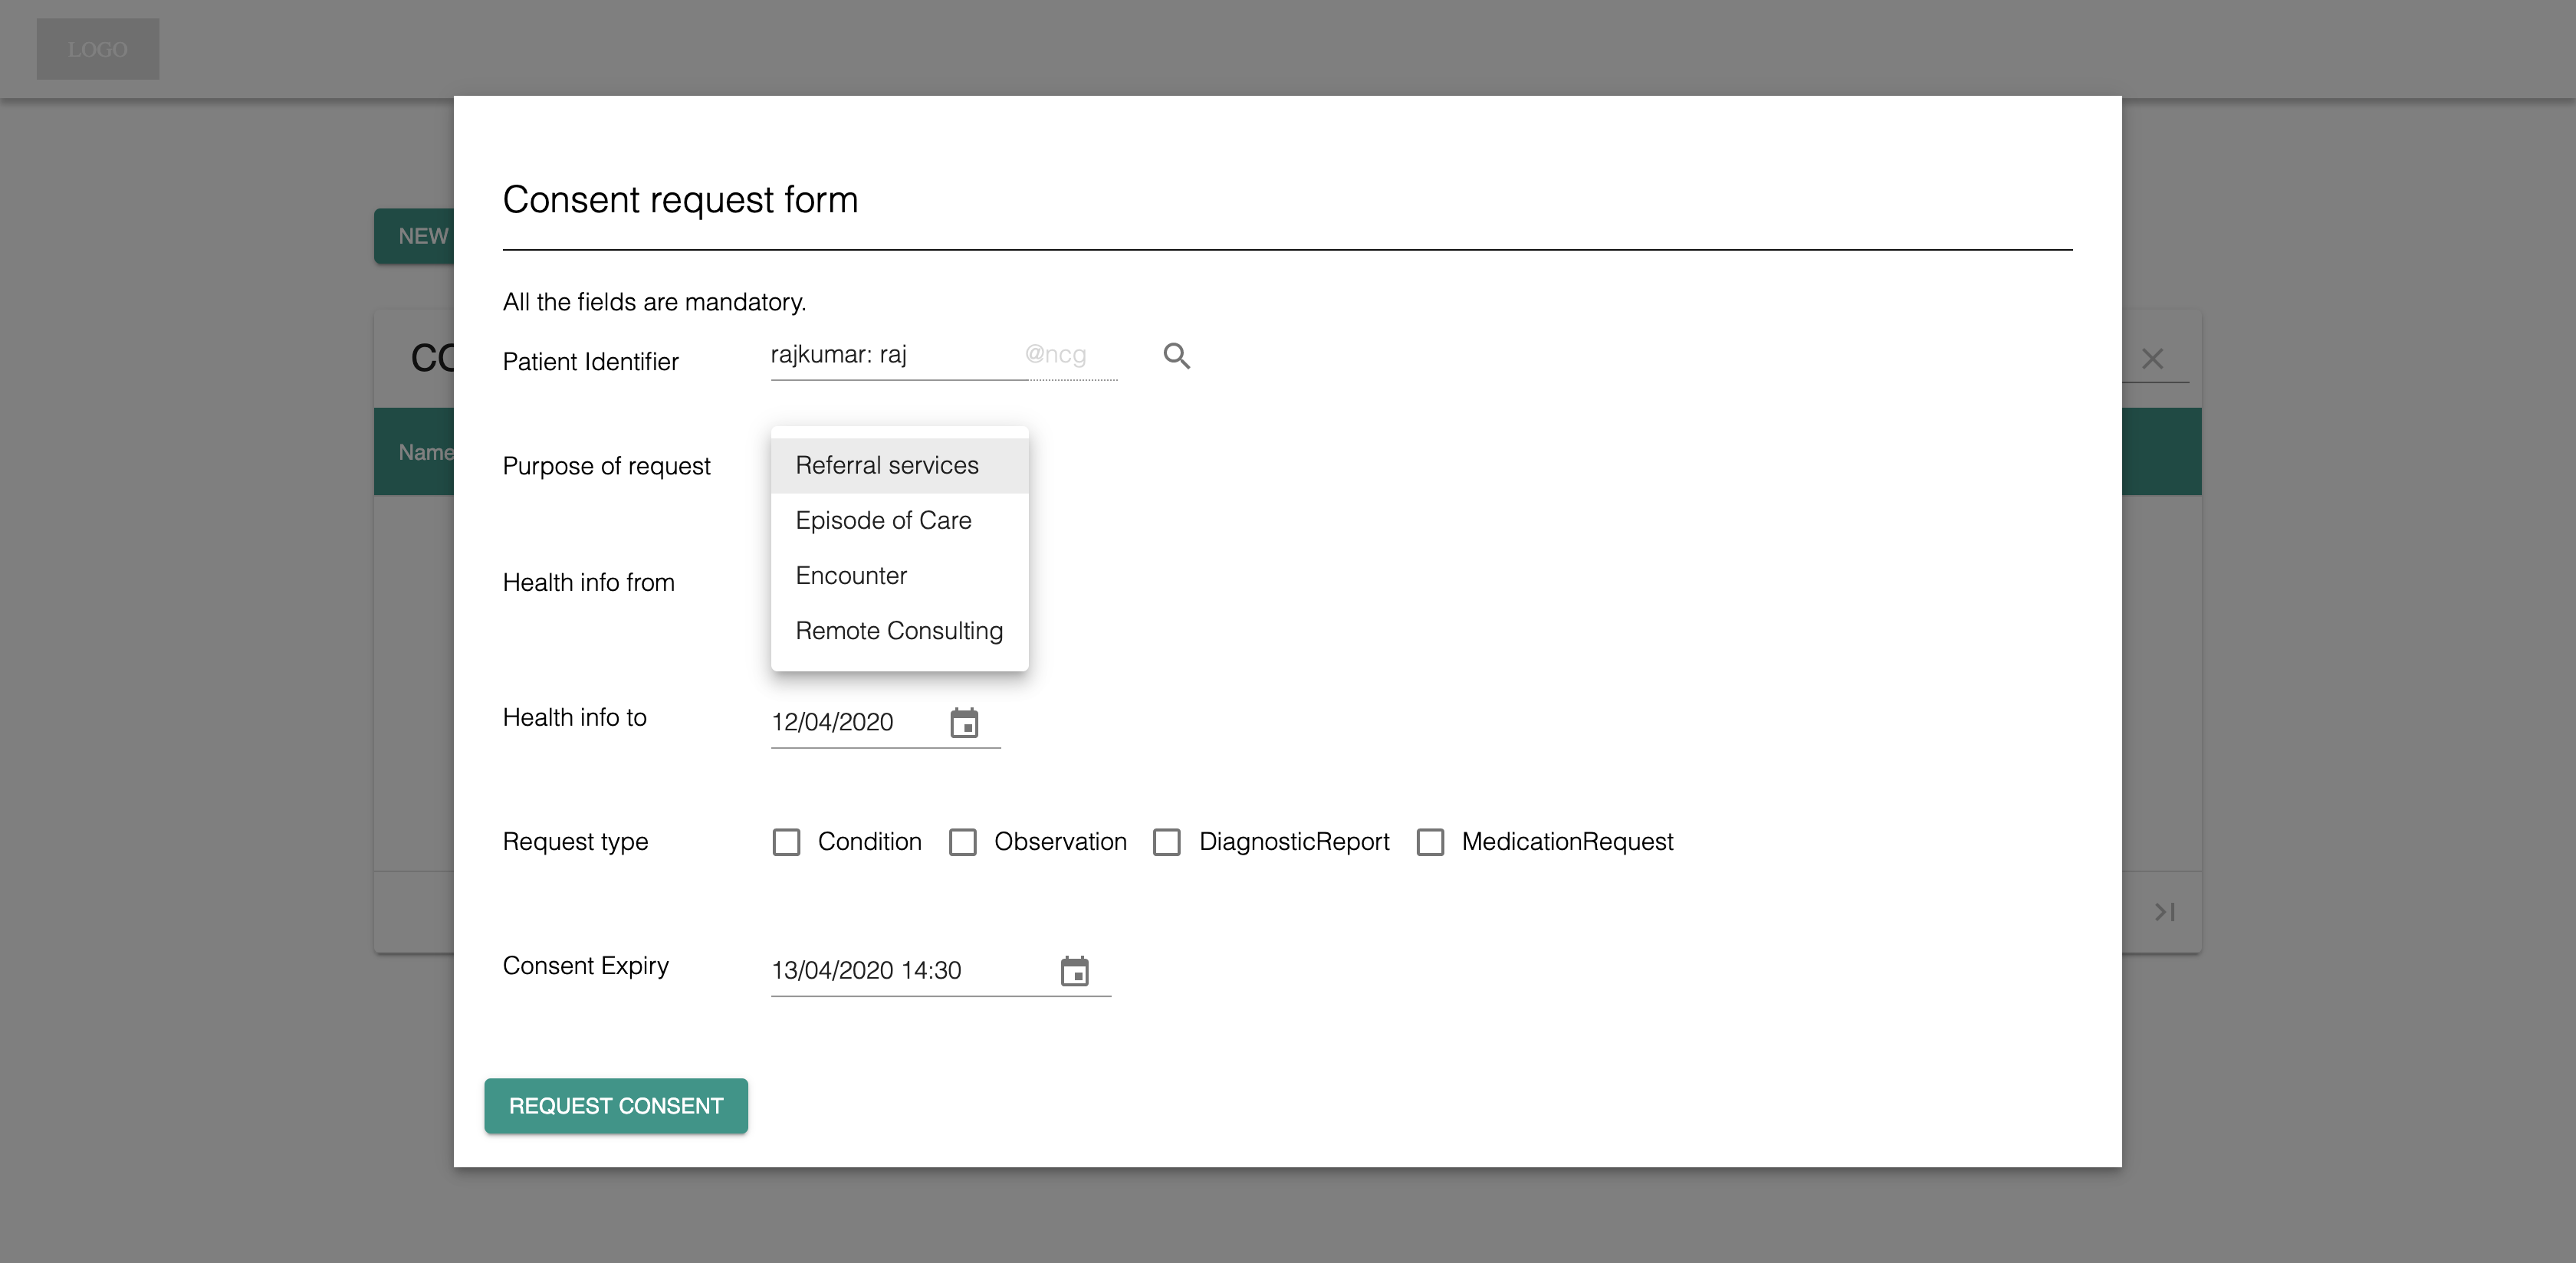 LOGO
NEW
CO
Name
Consent request form
All the fields are mandatory.
Patient Identifier rajkumar: raj @ncg
Purpose of request Referral services
Episode of Care
Encounter
Health info from
Remote Consulting
Health info to 12/04/2020
Request type Condition Observation DiagnosticReport MedicationRequest
Consent Expiry 13/04/2020 14:30
REQUEST CONSENT